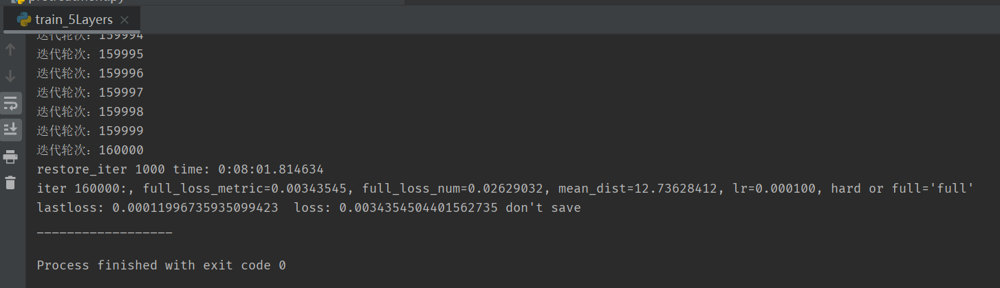 train_5Layers
迭代轮次：159994
迭代轮次：159995
迭代轮次：159996
迭代轮次：159997
迭代轮次：159998
迭代轮次：159999
迭代轮次：160000
restore_iter 1000 time: 0:08:01.814634
iter 160000:, full_loss_metric=0.00343545, full_loss_num=0.02629032, mean_dist=12.73628412, lr=0.000100, hard or full='full'
lastloss: 0.00011996735935099423  loss: 0.0034354504401562735 don't save
__________________
Process finished with exit code 0